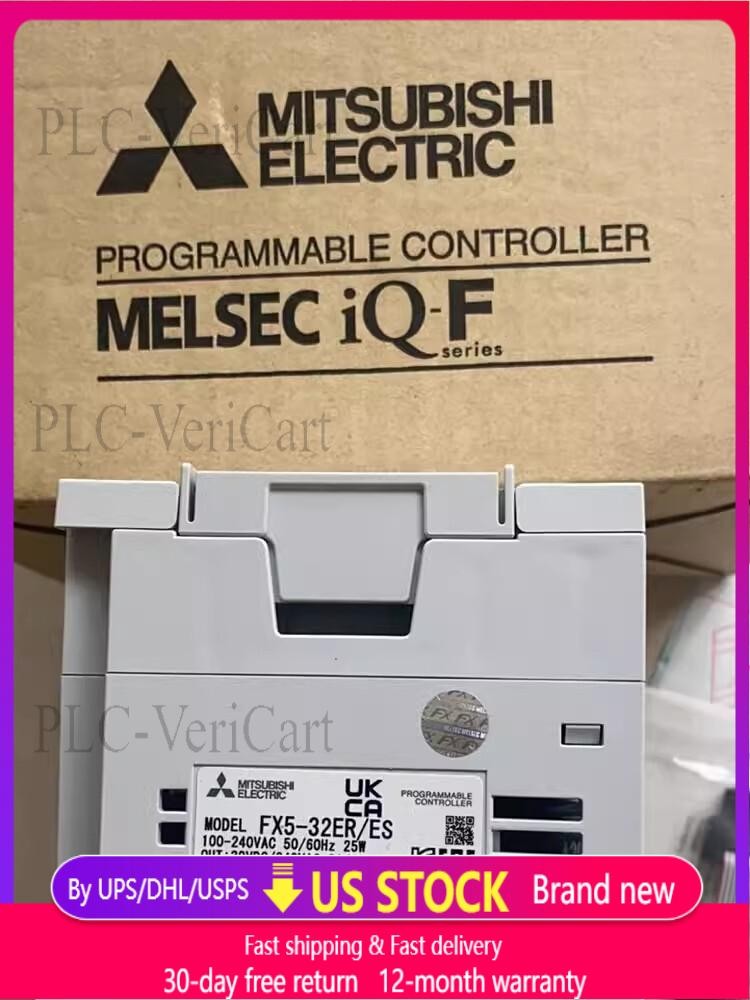 PLC-VeriCart
MITSUBISHI
ELECTRIC
PROGRAMMABLE CONTROLLER
MELSEC iQ-F
series
PLC-VeriCart
PLC-VeriCart
MITSUBISHI
ELECTRIC
UK
CA
PROGRAMMABLE
CONTROLLER
MODEL FX5-32ER/ES
100-240VAC 50/60Hz 25W
By UPS/DHL/USPS
US STOCK
Brand new
Fast shipping & Fast delivery
30-day free return 12-month warranty